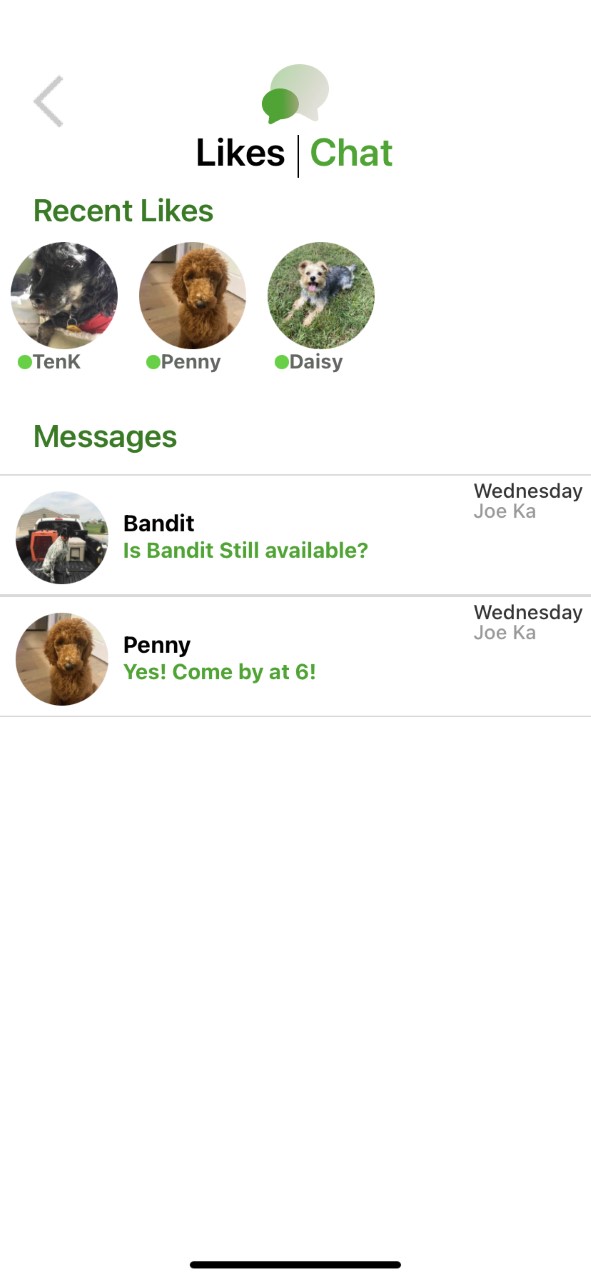 Likes | Chat
Recent Likes
TenK
Penny
Daisy
Messages
Wednesday
Joe Ka
Bandit
Is Bandit Still available?
Wednesday
Joe Ka
Penny
Yes! Come by at 6!